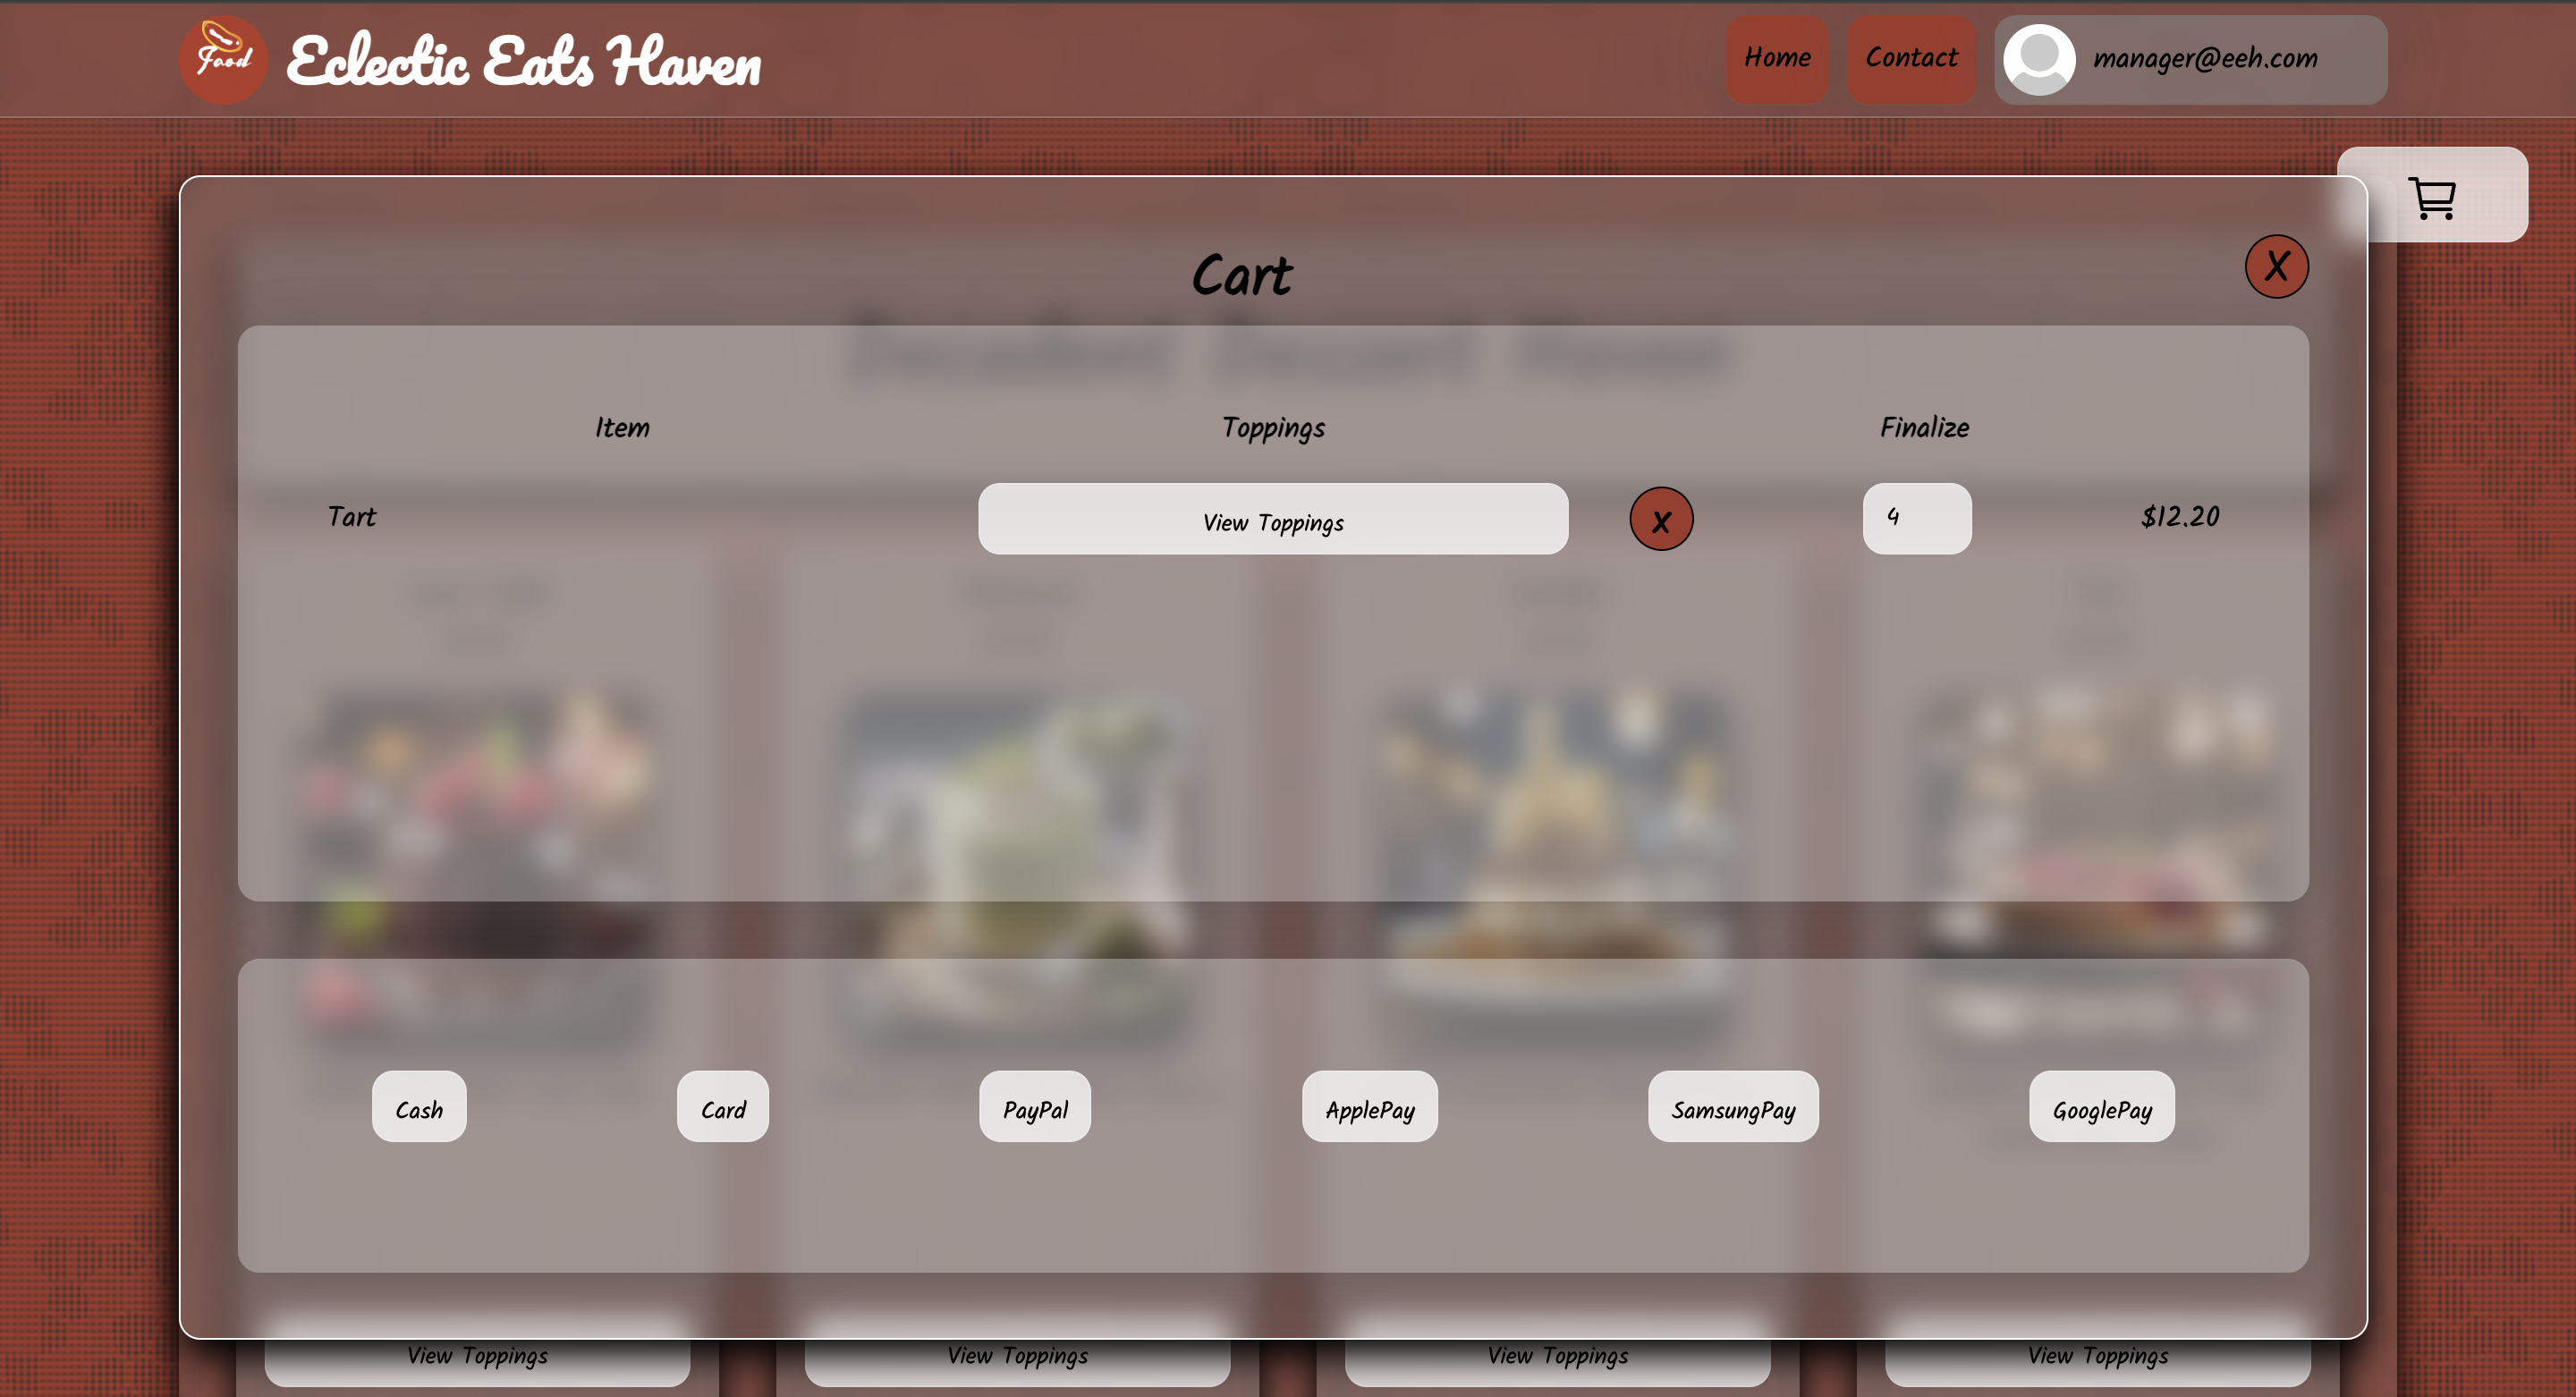 Food
Eclectic Eats Haven
Home
Contact
manager@eeh.com
Cart
X
Item
Toppings
Finalize
Tart
View Toppings
x
4
$12.20
Cash
Card
PayPal
ApplePay
SamsungPay
GooglePay
View Toppings
View Toppings
View Toppings
View Toppings